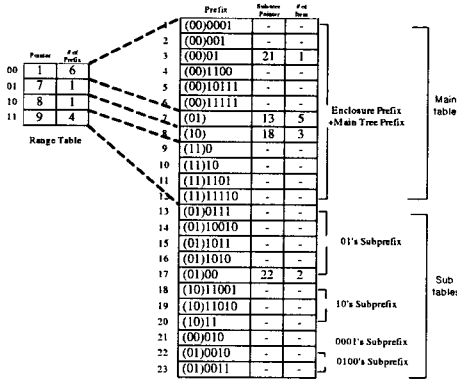 Prefix Sub-tree Pointer # of Item
1 (00)0001 - -
2 (00)001 - -
3 (00)01 21 1
4 (00)1100 - -
5 (00)10111 - -
6 (00)11111 - -
7 (01) 13 5
8 (10) 18 3
9 (11)0 - -
10 (11)10 - -
11 (11)1101 - -
12 (11)11110 - -
13 (01)0111 - -
14 (01)10010 - -
15 (01)1011 - -
16 (01)1010 - -
17 (01)00 22 2
18 (10)11001 - -
19 (10)11010 - -
20 (10)11 - -
21 (00)010 - -
22 (01)0010 - -
23 (01)0011 - -
Pointer # of Prefix
00 1 6
01 7 1
10 8 1
11 9 4
Range Table
Enclosure Prefix
+Main Tree Prefix
Main
table
01's Subprefix
10's Subprefix
0001's Subprefix
0100's Subprefix
Sub
tables